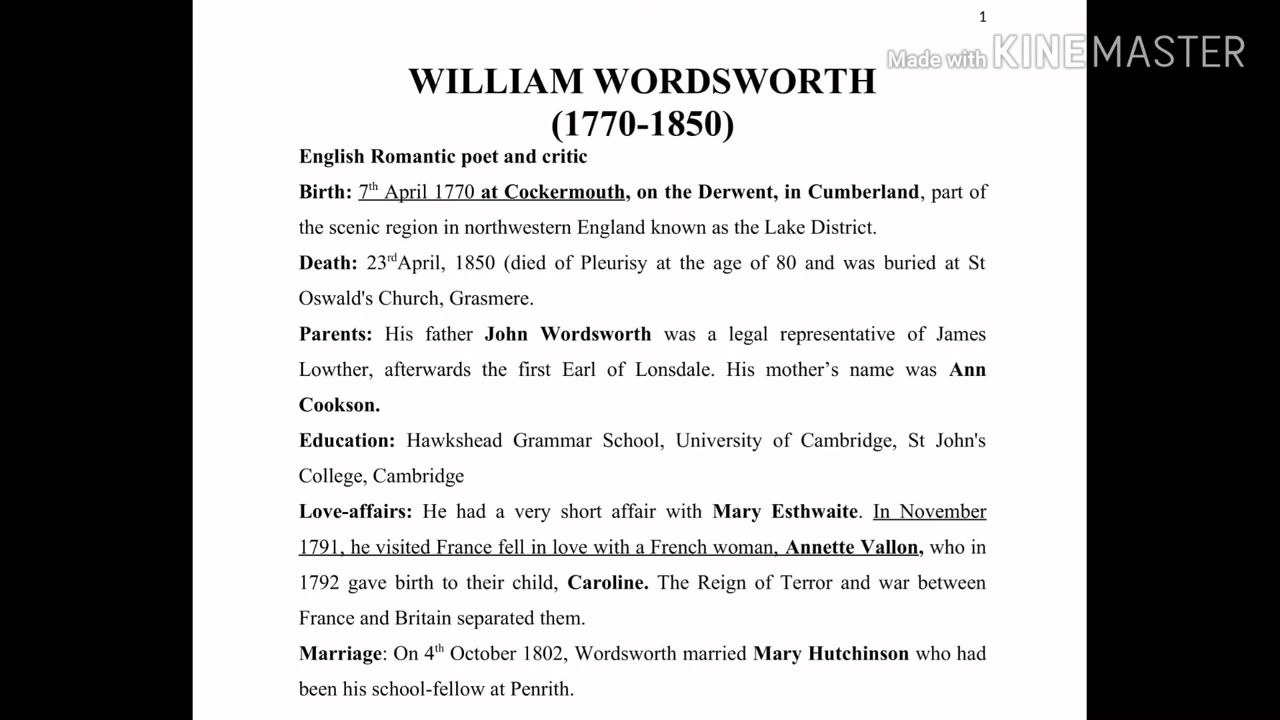 1
Made with KINEMASTER
WILLIAM WORDSWORTH
(1770-1850)
English Romantic poet and critic
Birth: 7th April 1770 at Cockermouth, on the Derwent, in Cumberland, part of
the scenic region in northwestern England known as the Lake District.
Death: 23rdApril, 1850 (died of Pleurisy at the age of 80 and was buried at St
Oswald's Church, Grasmere.
Parents: His father John Wordsworth was a legal representative of James
Lowther, afterwards the first Earl of Lonsdale. His mother’s name was Ann
Cookson.
Education: Hawkshead Grammar School, University of Cambridge, St John's
College, Cambridge
Love-affairs: He had a very short affair with Mary Esthwaite. In November
1791, he visited France fell in love with a French woman, Annette Vallon, who in
1792 gave birth to their child, Caroline. The Reign of Terror and war between
France and Britain separated them.
Marriage: On 4th October 1802, Wordsworth married Mary Hutchinson who had
been his school-fellow at Penrith.